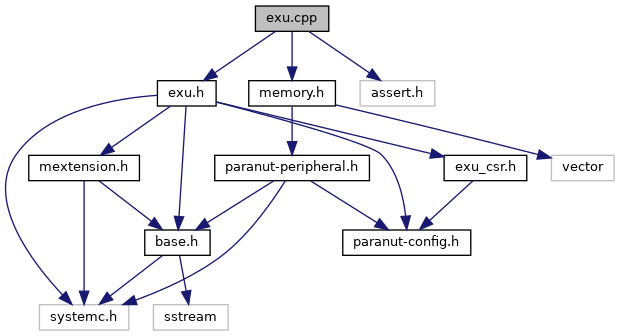 exu.cpp
exu.h
memory.h
assert.h
mextension.h
paranut-peripheral.h
exu_csr.h
vector
base.h
paranut-config.h
systemc.h
sstream